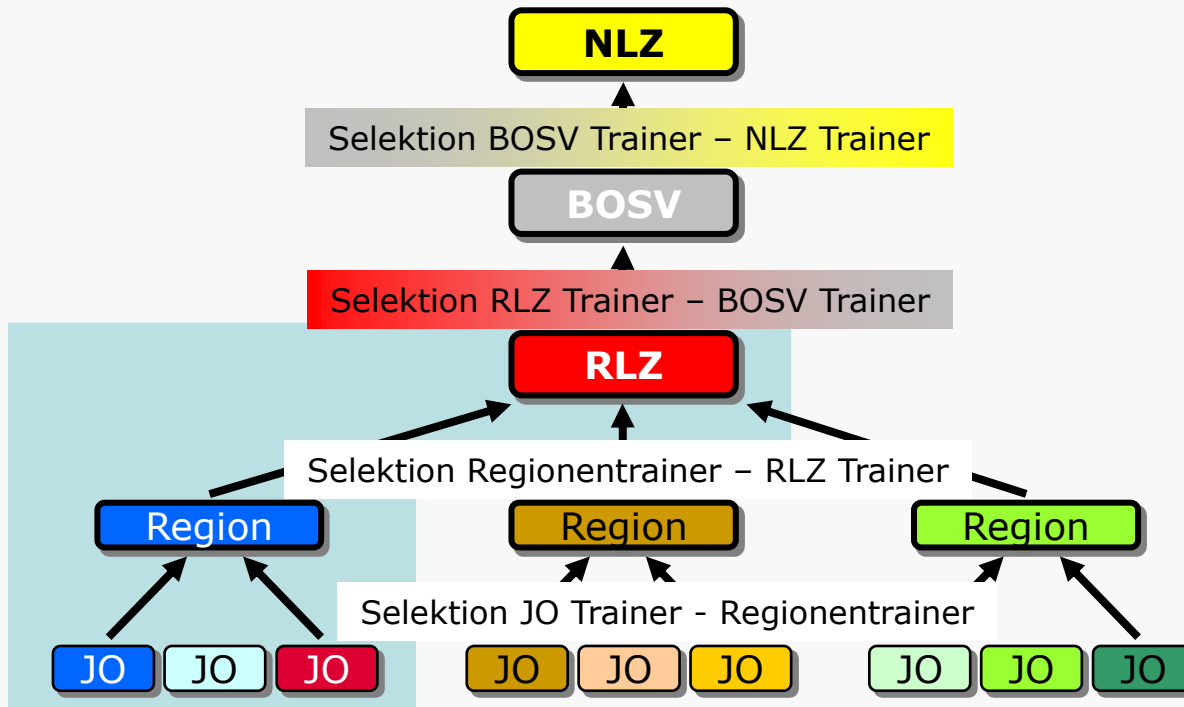 NLZ
Selektion BOSV Trainer – NLZ Trainer
BOSV
Selektion RLZ Trainer – BOSV Trainer
RLZ
Selektion Regionentrainer – RLZ Trainer
Region Region Region
Selektion JO Trainer - Regionentrainer
JO JO JO JO JO JO JO JO JO